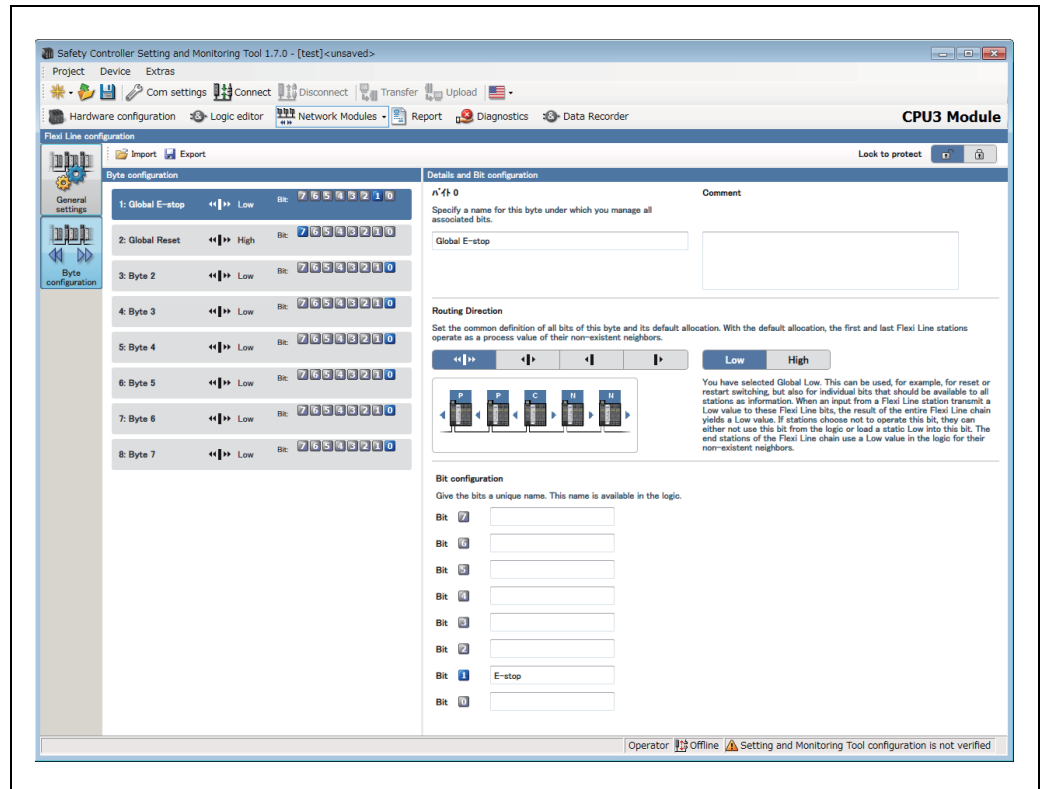 Safety Controller Setting and Monitoring Tool 1.7.0 - [test]<unsaved>
Project Device Extras
Com settings Connect Disconnect Transfer Upload
Hardware configuration Logic editor Network Modules Report Diagnostics Data Recorder CPU3 Module
Flexi Line configuration
Import Export Lock to protect
General settings
Byte configuration
Byte configuration
1: Global E-stop Low Bit: 7 6 5 4 3 2 1 0
2: Global Reset High Bit: 7 6 5 4 3 2 1 0
3: Byte 2 Low Bit: 7 6 5 4 3 2 1 0
4: Byte 3 Low Bit: 7 6 5 4 3 2 1 0
5: Byte 4 Low Bit: 7 6 5 4 3 2 1 0
6: Byte 5 Low Bit: 7 6 5 4 3 2 1 0
7: Byte 6 Low Bit: 7 6 5 4 3 2 1 0
8: Byte 7 Low Bit: 7 6 5 4 3 2 1 0
Details and Bit configuration
バイト 0
Specify a name for this byte under which you manage all
associated bits.
Global E-stop
Comment
Routing Direction
Set the common definition of all bits of this byte and its default allocation. With the default allocation, the first and last Flexi Line stations
operate as a process value of their non-existent neighbors.
Low High
P P C N N
You have selected Global Low. This can be used, for example, for reset or
restart switching, but also for individual bits that should be available to all
stations as information. When an input from a Flexi Line station transmit a
Low value to these Flexi Line bits, the result of the entire Flexi Line chain
yields a Low value. If stations choose not to operate this bit, they can
either not use this bit from the logic or load a static Low into this bit. The
end stations of the Flexi Line chain use a Low value in the logic for their
non-existent neighbors.
Bit configuration
Give the bits a unique name. This name is available in the logic.
Bit 7
Bit 6
Bit 5
Bit 4
Bit 3
Bit 2
Bit 1 E-stop
Bit 0
Operator Offline Setting and Monitoring Tool configuration is not verified